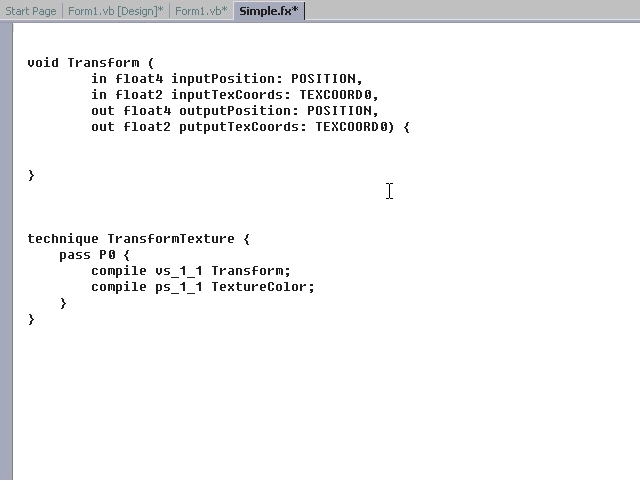 Start Page Form1.vb [Design]* Form1.vb* Simple.fx*
void Transform (
in float4 inputPosition: POSITION,
in float2 inputTexCoords: TEXCOORD0,
out float4 outputPosition: POSITION,
out float2 putputTexCoords: TEXCOORD0) {
}
technique TransformTexture {
pass P0 {
compile vs_1_1 Transform;
compile ps_1_1 TextureColor;
}
}